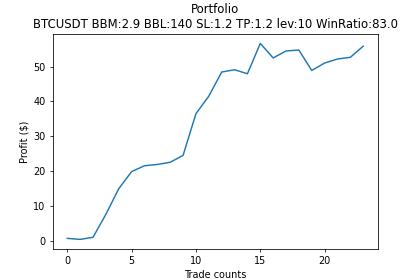 Portfolio
BTCUSDT BBM:2.9 BBL:140 SL:1.2 TP:1.2 lev:10 WinRatio:83.0
50
40
30
20
10
0
Profit ($)
0 5 10 15 20
Trade counts